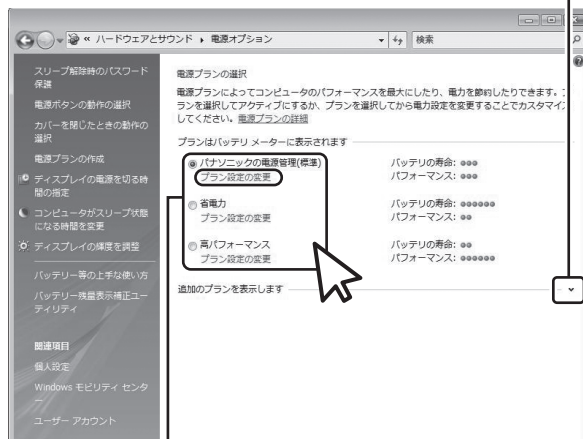 « ハードウェアとサウンド ▸ 電源オプション
検索
スリープ解除時のパスワード
保護
電源ボタンの動作の選択
カバーを閉じたときの動作の
選択
電源プランの作成
ディスプレイの電源を切る時
間の指定
コンピュータがスリープ状態
になる時間を変更
ディスプレイの輝度を調整
バッテリー等の上手な使い方
バッテリー残量表示補正ユー
ティリティ
関連項目
個人設定
Windows モビリティ センタ
ー
ユーザー アカウント
電源プランの選択
電源プランによってコンピュータのパフォーマンスを最大にしたり、電力を節約したりできます。
ランを選択してアクティブにするか、プランを選択してから電力設定を変更することでカスタマイ
してください。電源プランの詳細
プランはバッテリ メーターに表示されます
パナソニックの電源管理(標準)
プラン設定の変更
バッテリの寿命:
パフォーマンス:
省電力
プラン設定の変更
バッテリの寿命:
パフォーマンス:
高パフォーマンス
プラン設定の変更
バッテリの寿命:
パフォーマンス:
追加のプランを表示します